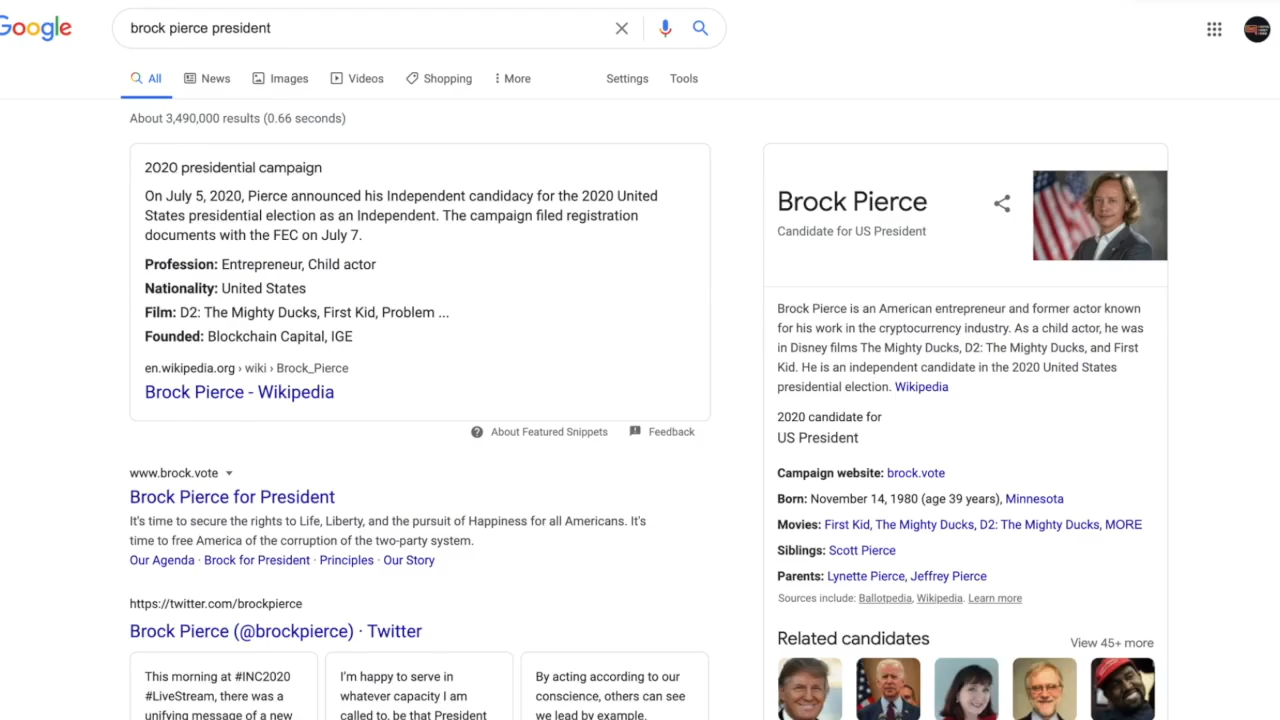 Google
brock pierce president
All
News
Images
Videos
Shopping
More
Settings
Tools
About 3,490,000 results (0.66 seconds)
2020 presidential campaign
On July 5, 2020, Pierce announced his Independent candidacy for the 2020 United
States presidential election as an Independent. The campaign filed registration
documents with the FEC on July 7.
Profession: Entrepreneur, Child actor
Nationality: United States
Film: D2: The Mighty Ducks, First Kid, Problem ...
Founded: Blockchain Capital, IGE
en.wikipedia.org › wiki › Brock_Pierce
Brock Pierce - Wikipedia
About Featured Snippets
Feedback
www.brock.vote
Brock Pierce for President
It's time to secure the rights to Life, Liberty, and the pursuit of Happiness for all Americans. It's
time to free America of the corruption of the two-party system.
Our Agenda · Brock for President · Principles · Our Story
https://twitter.com/brockpierce
Brock Pierce (@brockpierce) · Twitter
This morning at #INC2020
#LiveStream, there was a
unifying message of a new
I'm happy to serve in
whatever capacity I am
called to, be that President
By acting according to our
conscience, others can see
we lead by example.
Brock Pierce
Candidate for US President
Brock Pierce is an American entrepreneur and former actor known
for his work in the cryptocurrency industry. As a child actor, he was
in Disney films The Mighty Ducks, D2: The Mighty Ducks, and First
Kid. He is an independent candidate in the 2020 United States
presidential election. Wikipedia
2020 candidate for
US President
Campaign website: brock.vote
Born: November 14, 1980 (age 39 years), Minnesota
Movies: First Kid, The Mighty Ducks, D2: The Mighty Ducks, MORE
Siblings: Scott Pierce
Parents: Lynette Pierce, Jeffrey Pierce
Sources include: Ballotpedia, Wikipedia. Learn more
Related candidates
View 45+ more